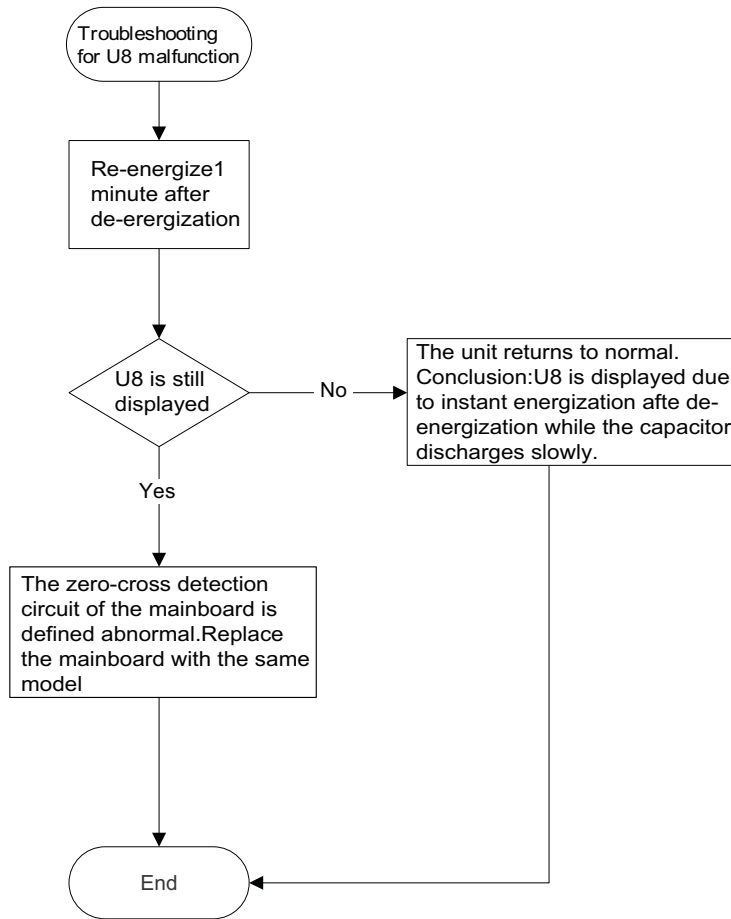 Troubleshooting
for U8 malfunction
Re-energize1
minute after
de-erergization
U8 is still
displayed
No
The unit returns to normal.
Conclusion:U8 is displayed due
to instant energization afte de-
energization while the capacitor
discharges slowly.
Yes
The zero-cross detection
circuit of the mainboard is
defined abnormal.Replace
the mainboard with the same
model
End